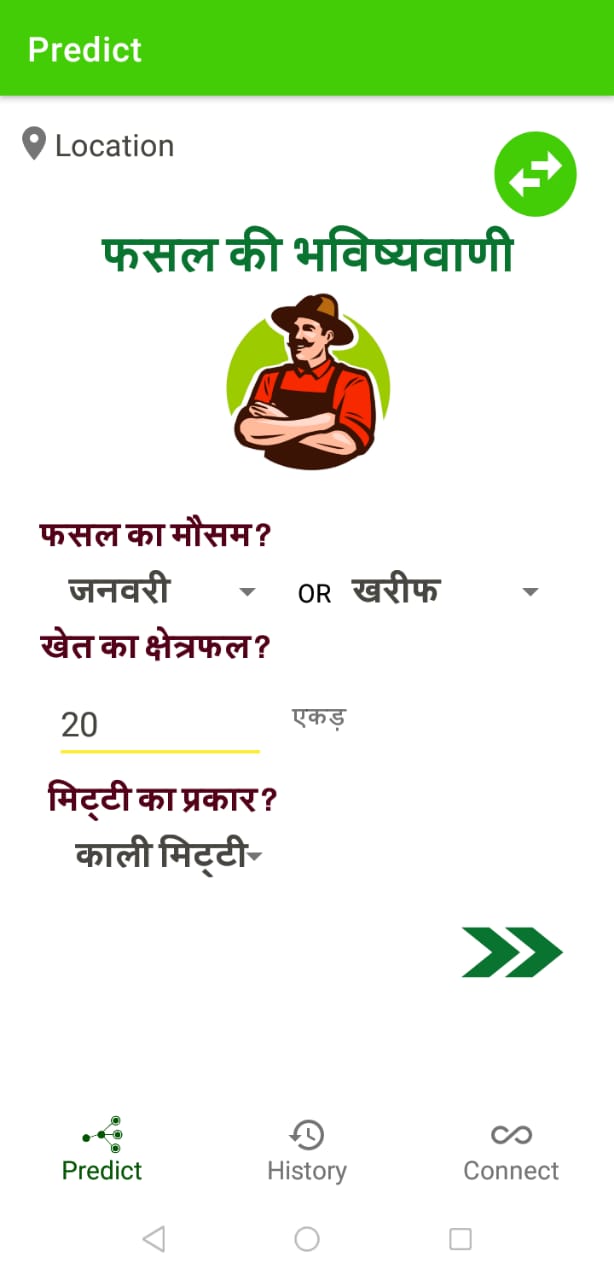 Predict
Location
फसल की भविष्यवाणी
फसल का मौसम?
जनवरी OR खरीफ
खेत का क्षेत्रफल?
20 एकड़
मिट्टी का प्रकार?
काली मिट्टी
Predict History Connect